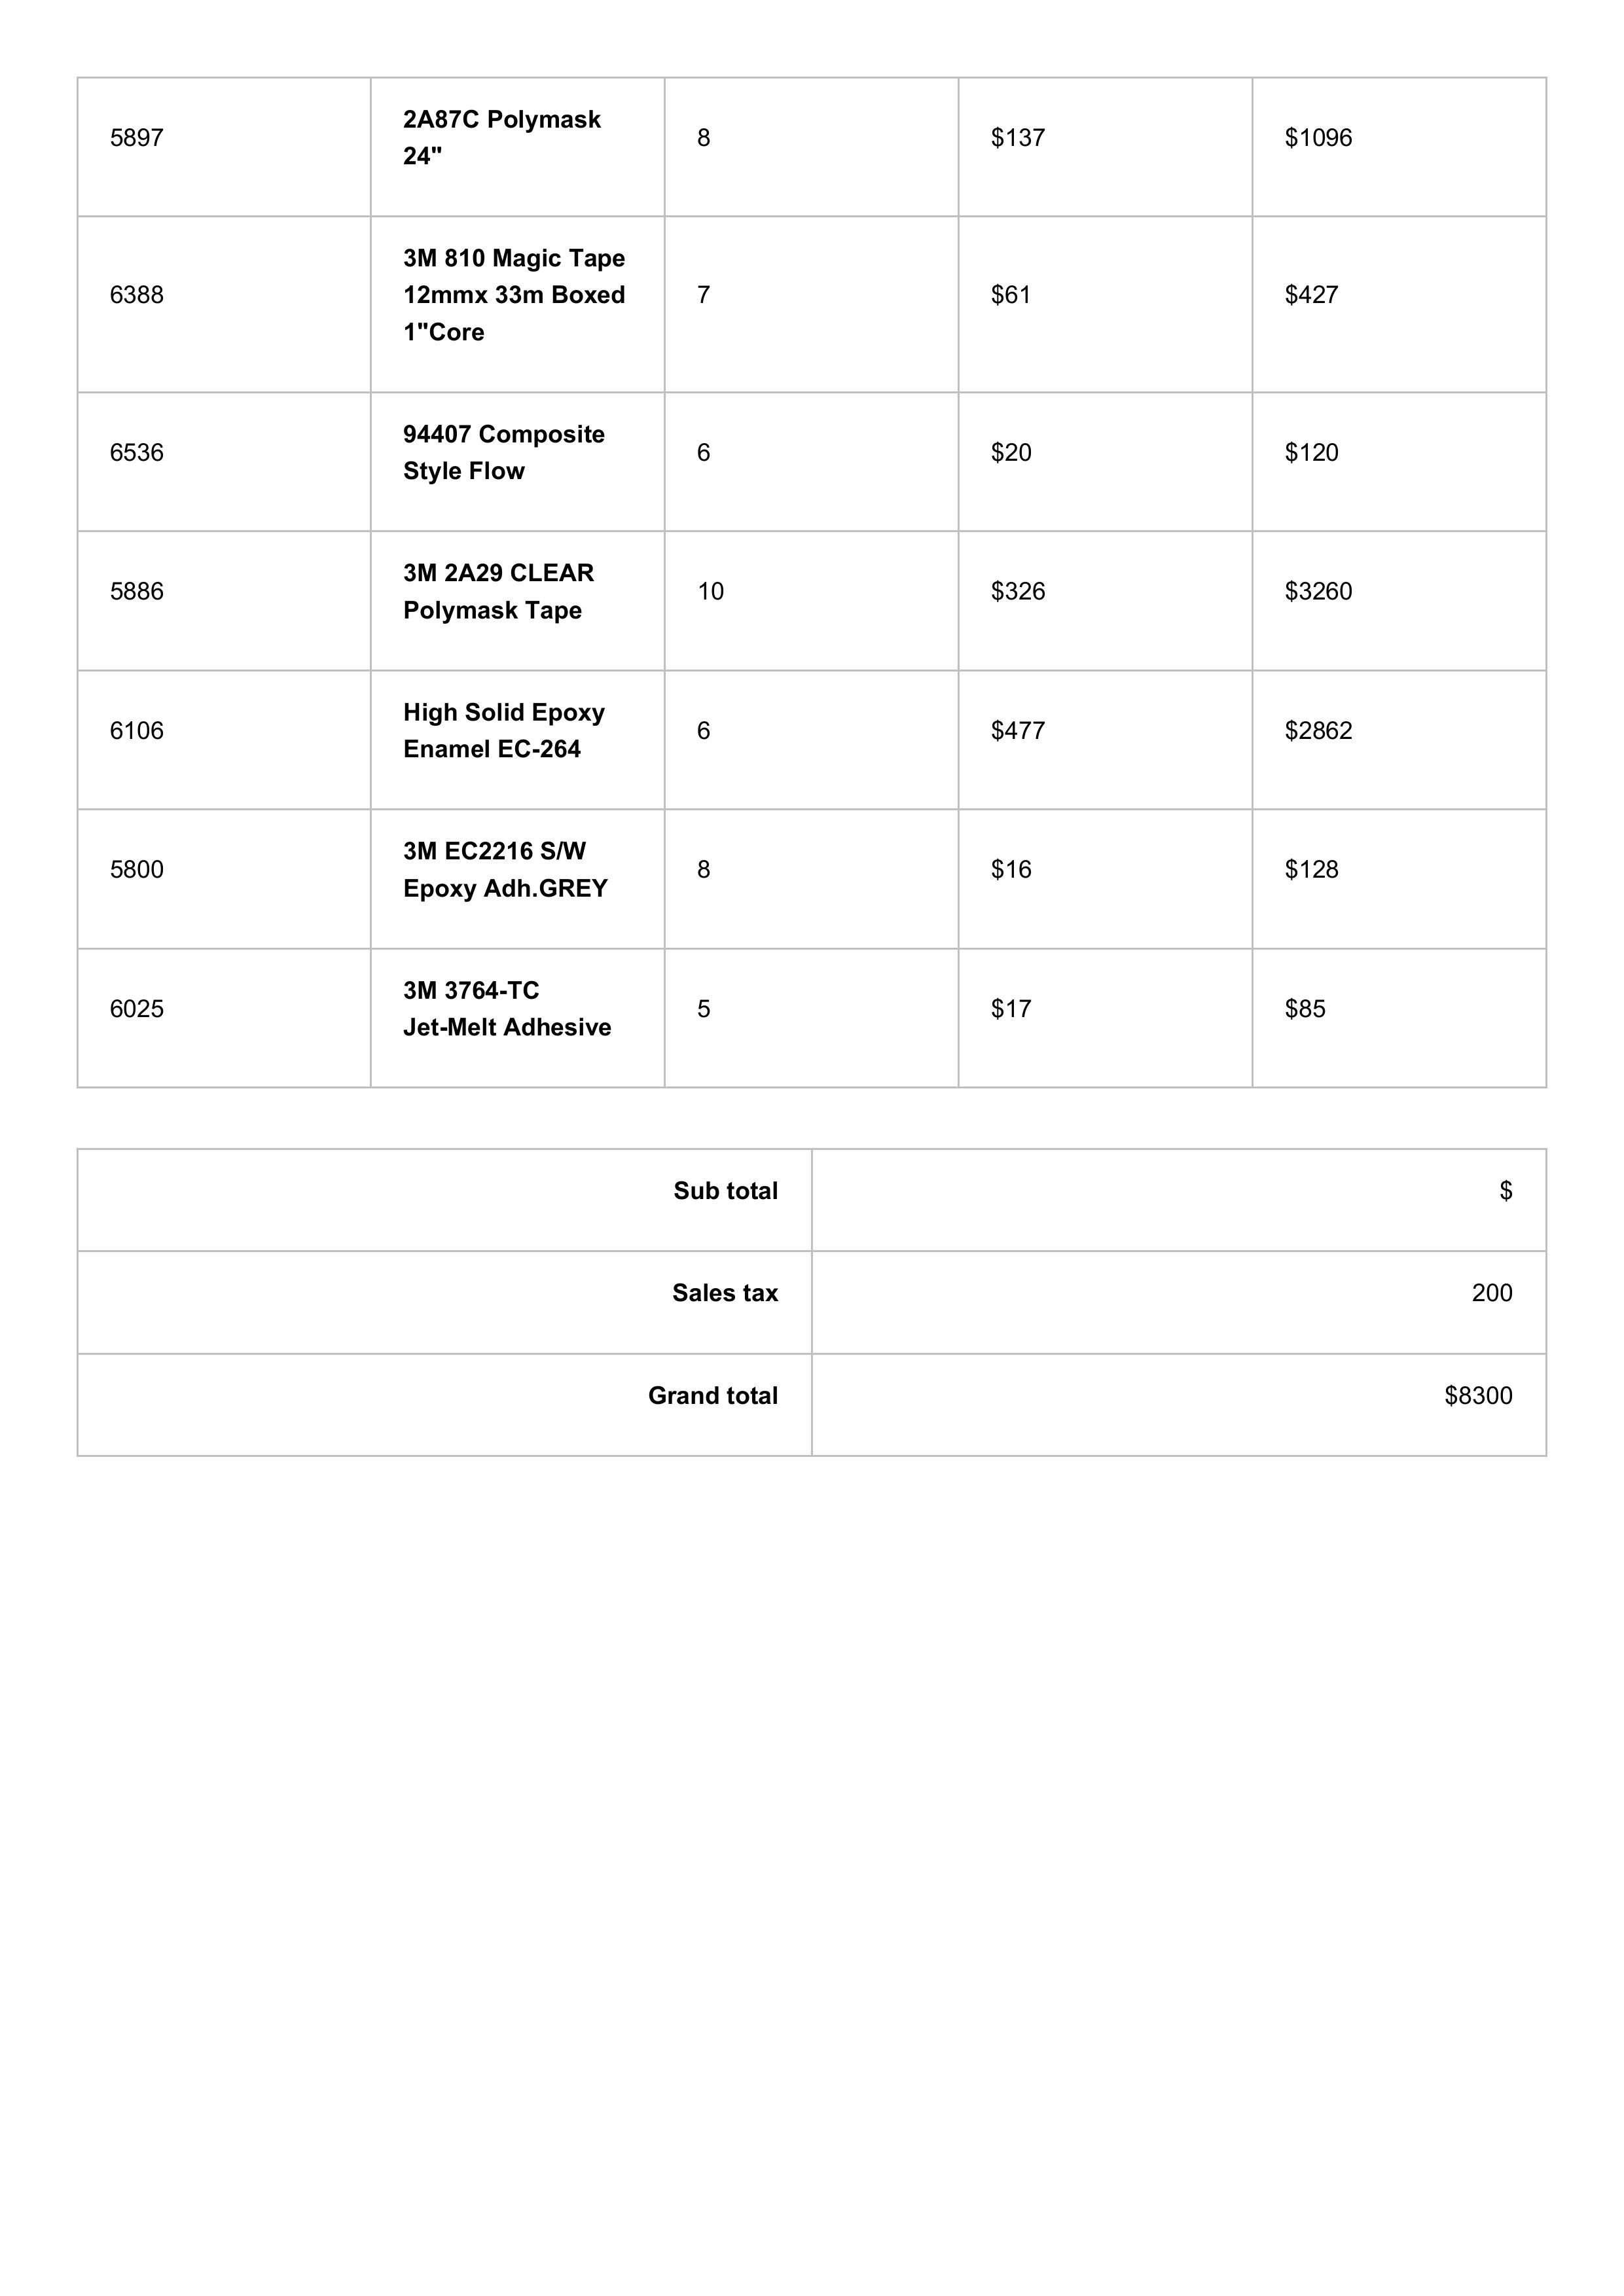 5897
2A87C Polymask
24"
8
$137
$1096
6388
3M 810 Magic Tape
12mmx 33m Boxed
1"Core
7
$61
$427
6536
94407 Composite
Style Flow
6
$20
$120
5886
3M 2A29 CLEAR
Polymask Tape
10
$326
$3260
6106
High Solid Epoxy
Enamel EC-264
6
$477
$2862
5800
3M EC2216 S/W
Epoxy Adh.GREY
8
$16
$128
6025
3M 3764-TC
Jet-Melt Adhesive
5
$17
$85
Sub total
$
Sales tax
200
Grand total
$8300